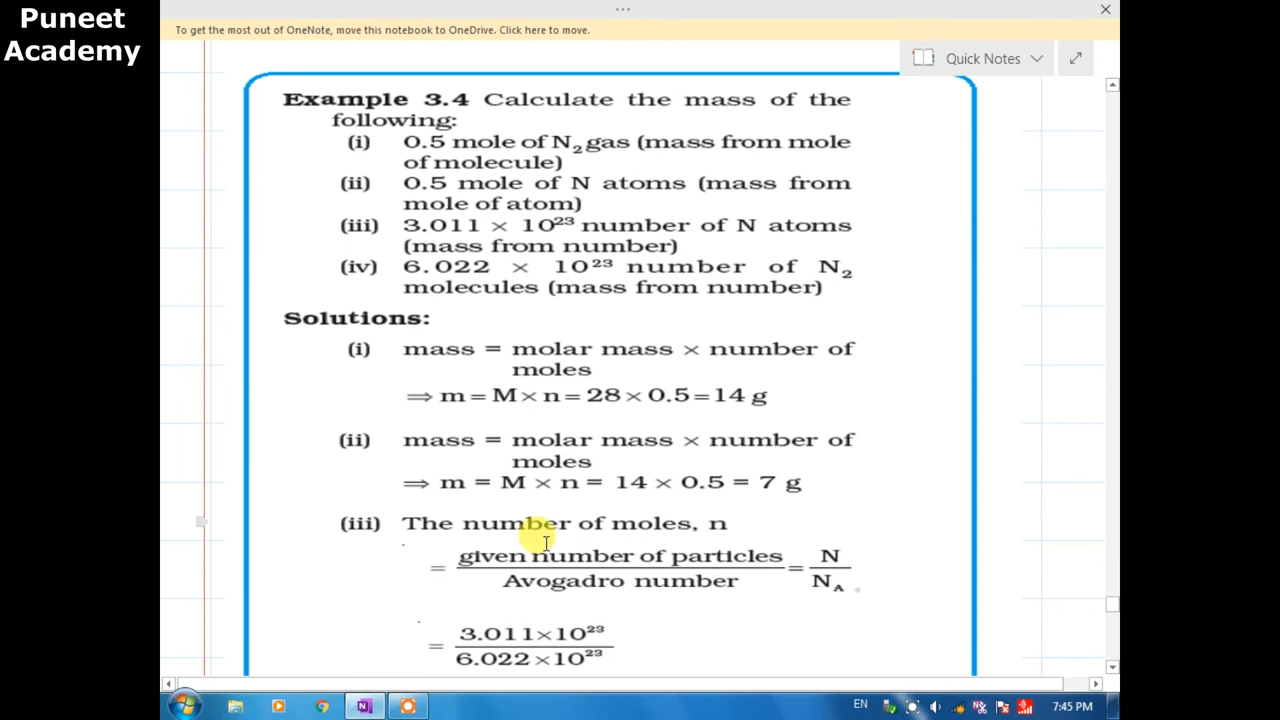 Puneet
Academy
To get the most out of OneNote, move this notebook to OneDrive. Click here to move.
Quick Notes
Example 3.4 Calculate the mass of the
following:
(i) 0.5 mole of N₂ gas (mass from mole
of molecule)
(ii) 0.5 mole of N atoms (mass from
mole of atom)
(iii) 3.011 × 10²³ number of N atoms
(mass from number)
(iv) 6.022 × 10²³ number of N₂
molecules (mass from number)
Solutions:
(i) mass = molar mass × number of
moles
⇒ m = M × n = 28 × 0.5 = 14 g
(ii) mass = molar mass × number of
moles
⇒ m = M × n = 14 × 0.5 = 7 g
(iii) The number of moles, n
= given number of particles / Avogadro number = N / N_A
= 3.011×10²³ / 6.022×10²³
EN
7:45 PM